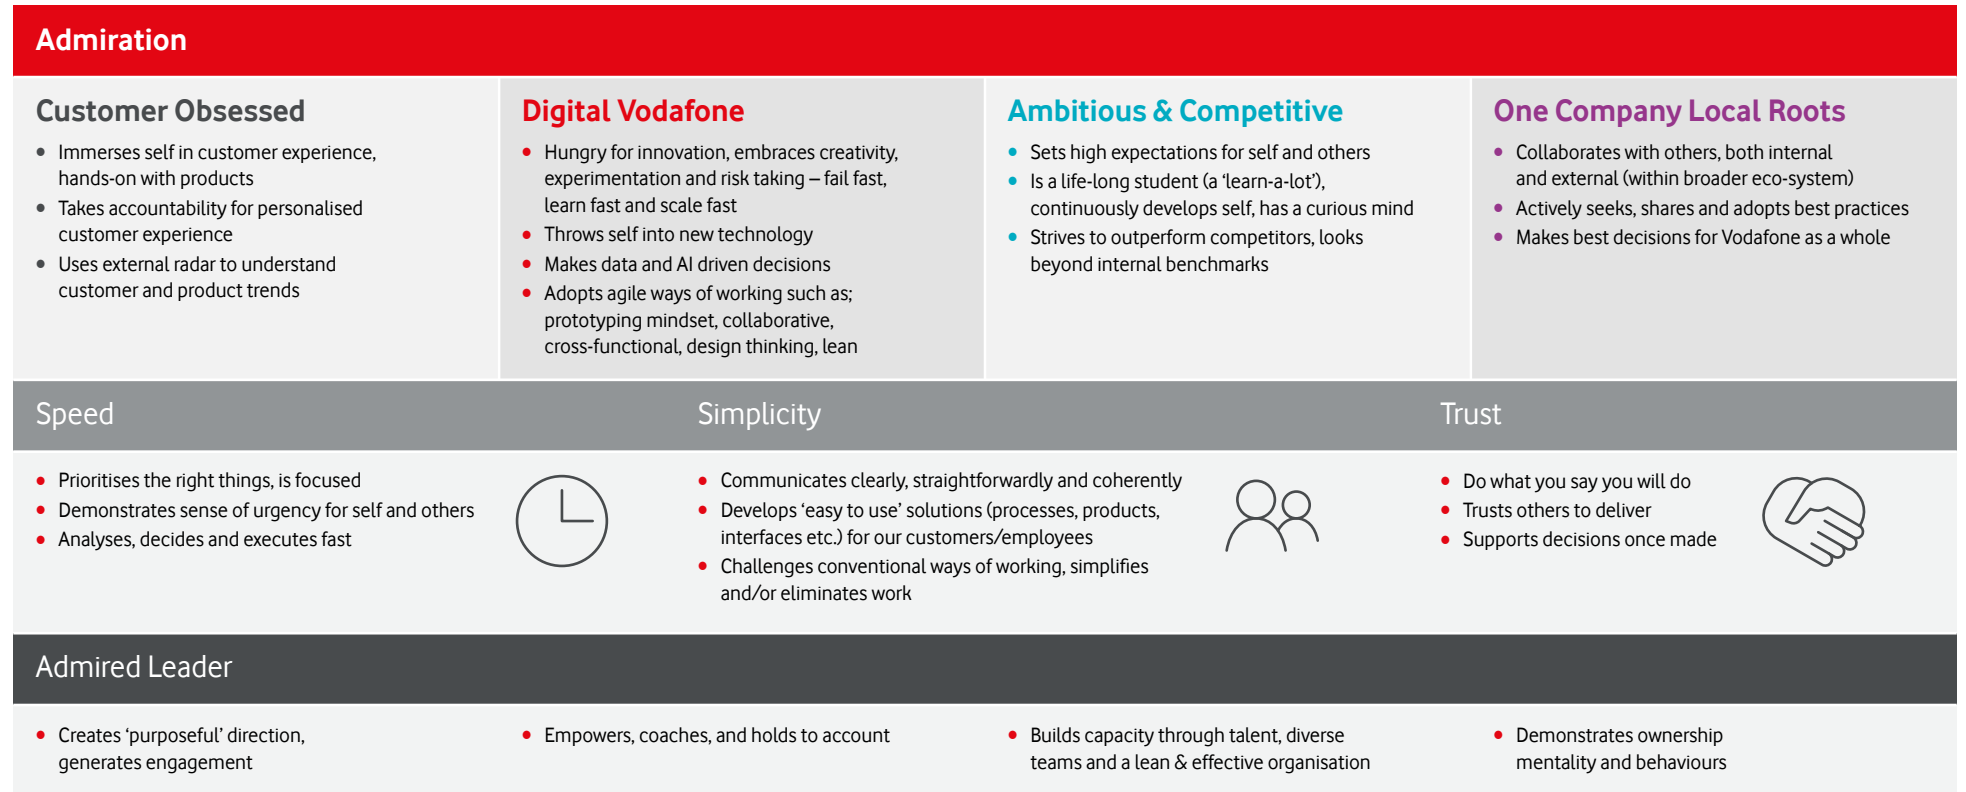 Admiration
Customer Obsessed
• Immerses self in customer experience,
hands-on with products
• Takes accountability for personalised
customer experience
• Uses external radar to understand
customer and product trends
Digital Vodafone
• Hungry for innovation, embraces creativity,
experimentation and risk taking – fail fast,
learn fast and scale fast
• Throws self into new technology
• Makes data and AI driven decisions
• Adopts agile ways of working such as;
prototyping mindset, collaborative,
cross-functional, design thinking, lean
Ambitious & Competitive
• Sets high expectations for self and others
• Is a life-long student (a ‘learn-a-lot’),
continuously develops self, has a curious mind
• Strives to outperform competitors, looks
beyond internal benchmarks
One Company Local Roots
• Collaborates with others, both internal
and external (within broader eco-system)
• Actively seeks, shares and adopts best practices
• Makes best decisions for Vodafone as a whole
Speed
• Prioritises the right things, is focused
• Demonstrates sense of urgency for self and others
• Analyses, decides and executes fast
Simplicity
• Communicates clearly, straightforwardly and coherently
• Develops ‘easy to use’ solutions (processes, products,
interfaces etc.) for our customers/employees
• Challenges conventional ways of working, simplifies
and/or eliminates work
Trust
• Do what you say you will do
• Trusts others to deliver
• Supports decisions once made
Admired Leader
• Creates ‘purposeful’ direction,
generates engagement
• Empowers, coaches, and holds to account
• Builds capacity through talent, diverse
teams and a lean & effective organisation
• Demonstrates ownership
mentality and behaviours